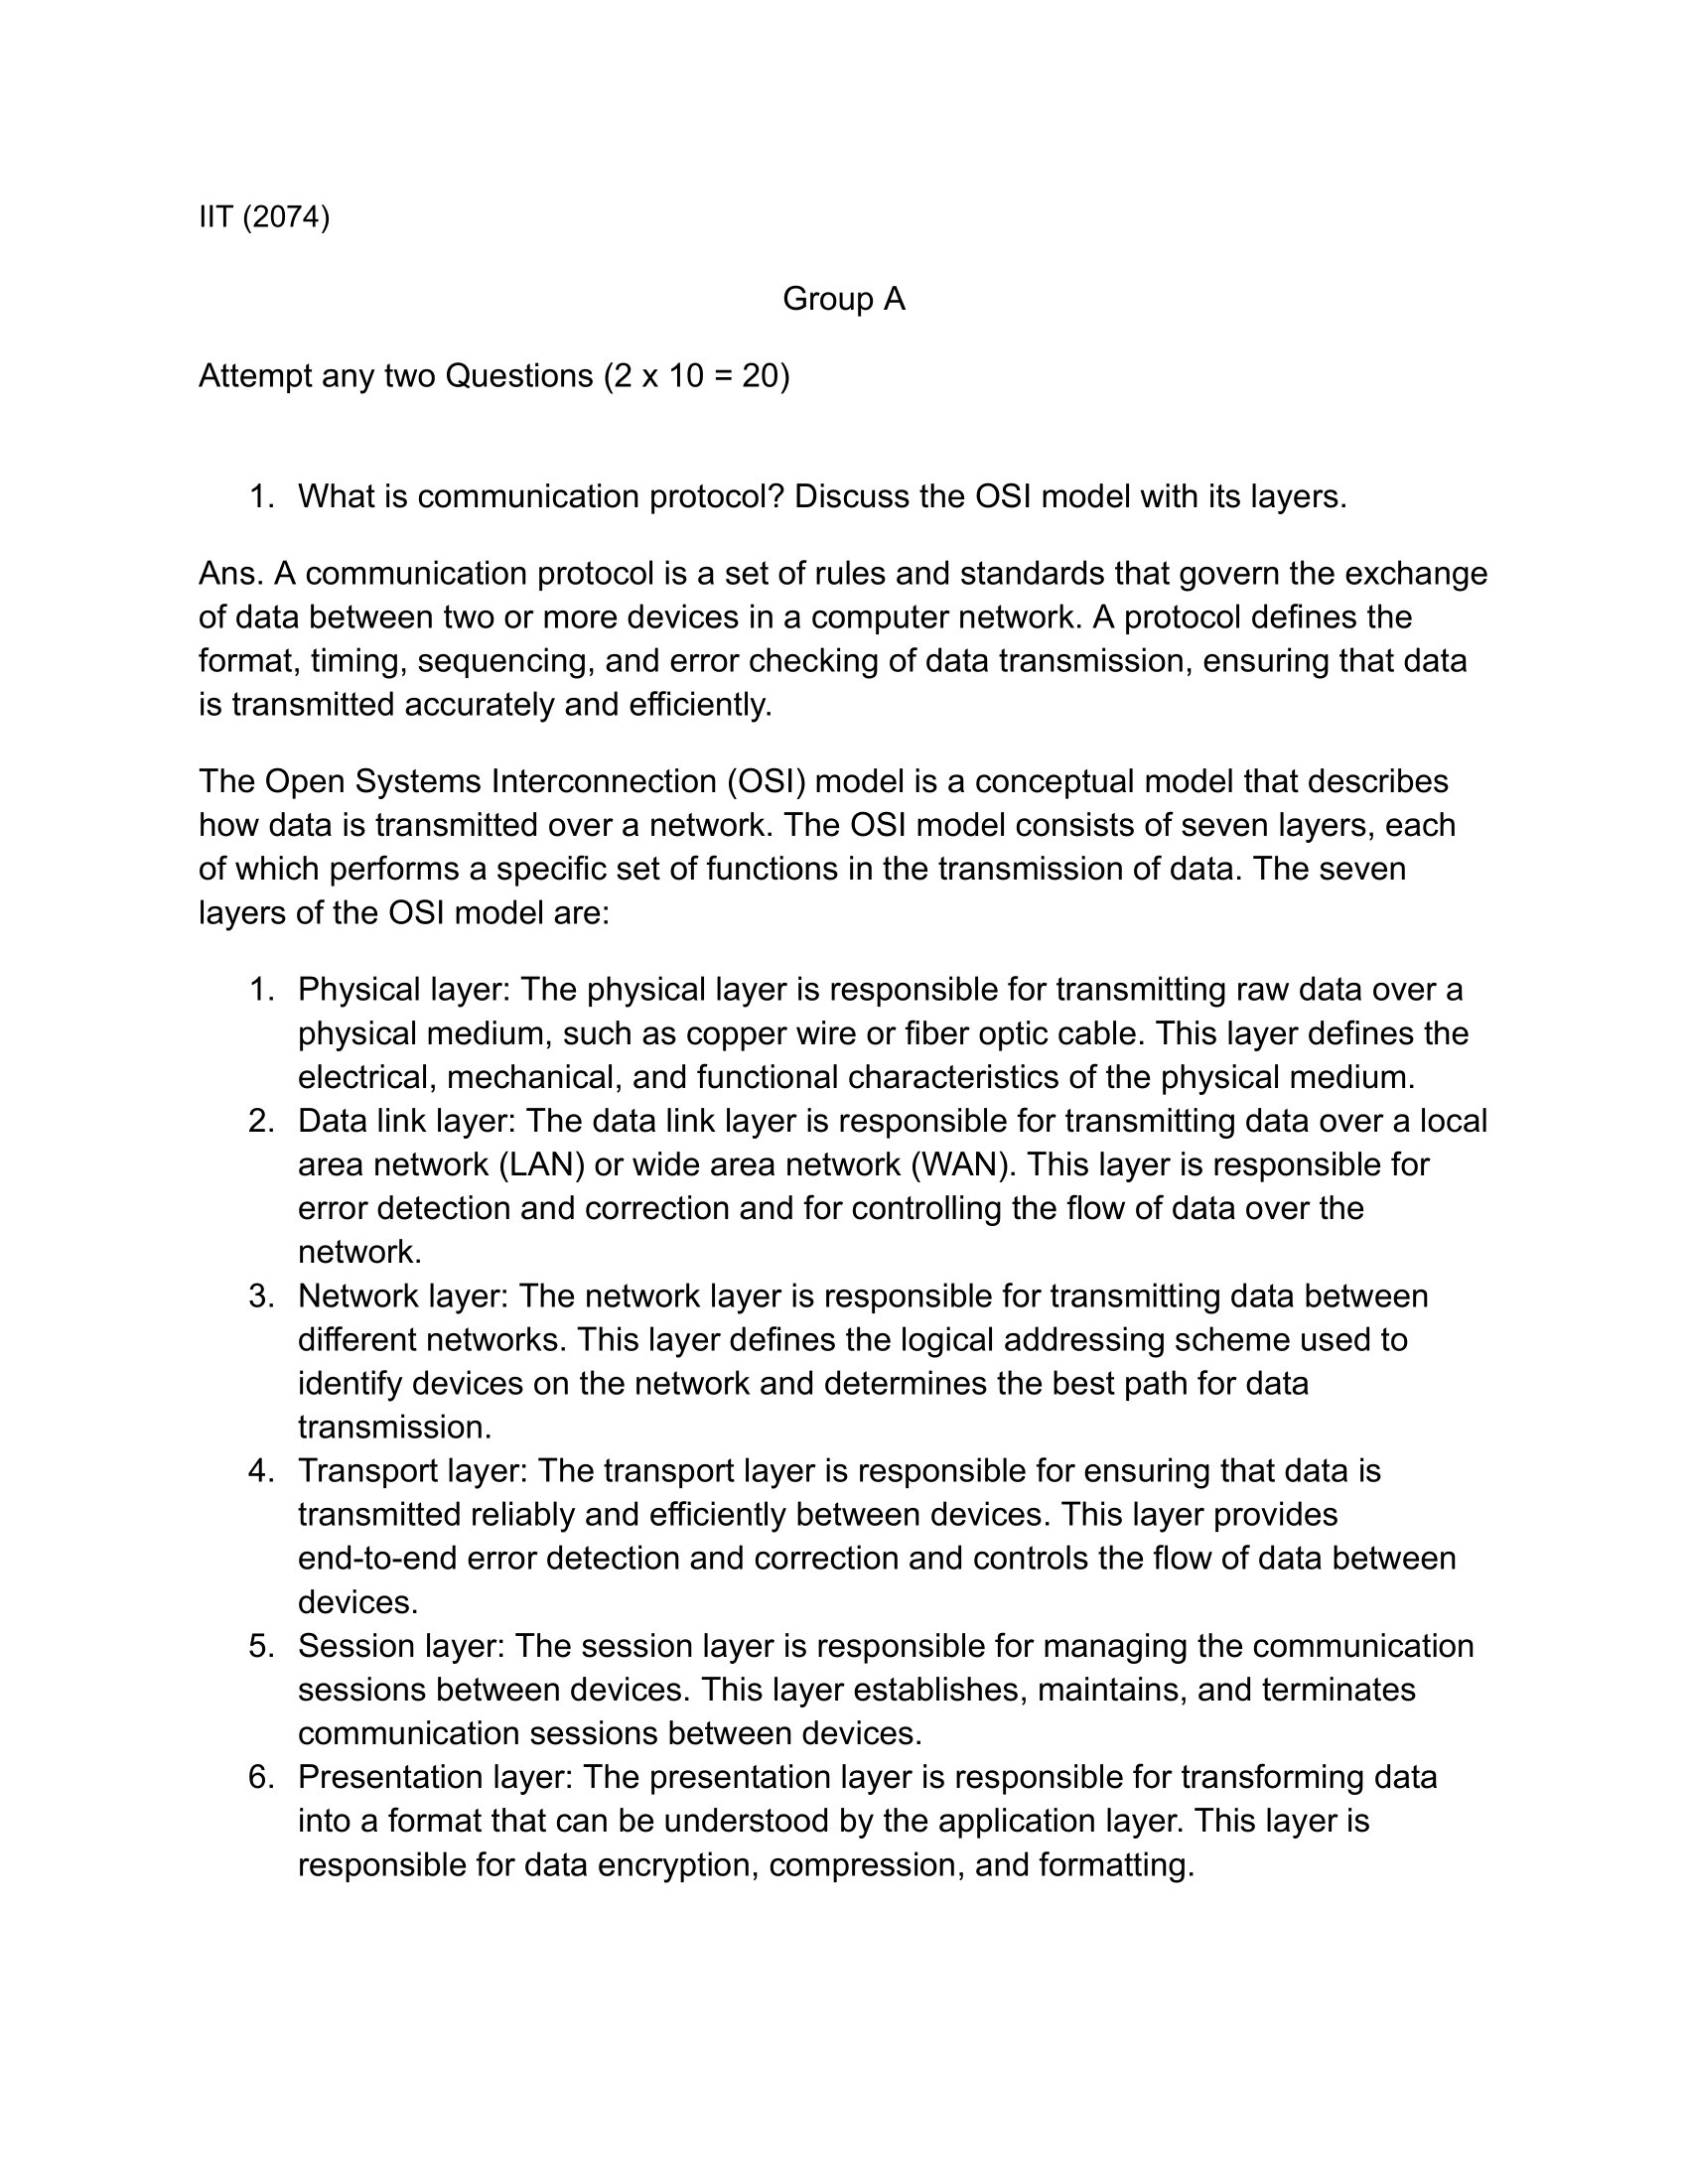 IIT (2074)
Group A
Attempt any two Questions (2 x 10 = 20)
1. What is communication protocol? Discuss the OSI model with its layers.
Ans. A communication protocol is a set of rules and standards that govern the exchange
of data between two or more devices in a computer network. A protocol defines the
format, timing, sequencing, and error checking of data transmission, ensuring that data
is transmitted accurately and efficiently.
The Open Systems Interconnection (OSI) model is a conceptual model that describes
how data is transmitted over a network. The OSI model consists of seven layers, each
of which performs a specific set of functions in the transmission of data. The seven
layers of the OSI model are:
1. Physical layer: The physical layer is responsible for transmitting raw data over a
physical medium, such as copper wire or fiber optic cable. This layer defines the
electrical, mechanical, and functional characteristics of the physical medium.
2. Data link layer: The data link layer is responsible for transmitting data over a local
area network (LAN) or wide area network (WAN). This layer is responsible for
error detection and correction and for controlling the flow of data over the
network.
3. Network layer: The network layer is responsible for transmitting data between
different networks. This layer defines the logical addressing scheme used to
identify devices on the network and determines the best path for data
transmission.
4. Transport layer: The transport layer is responsible for ensuring that data is
transmitted reliably and efficiently between devices. This layer provides
end-to-end error detection and correction and controls the flow of data between
devices.
5. Session layer: The session layer is responsible for managing the communication
sessions between devices. This layer establishes, maintains, and terminates
communication sessions between devices.
6. Presentation layer: The presentation layer is responsible for transforming data
into a format that can be understood by the application layer. This layer is
responsible for data encryption, compression, and formatting.